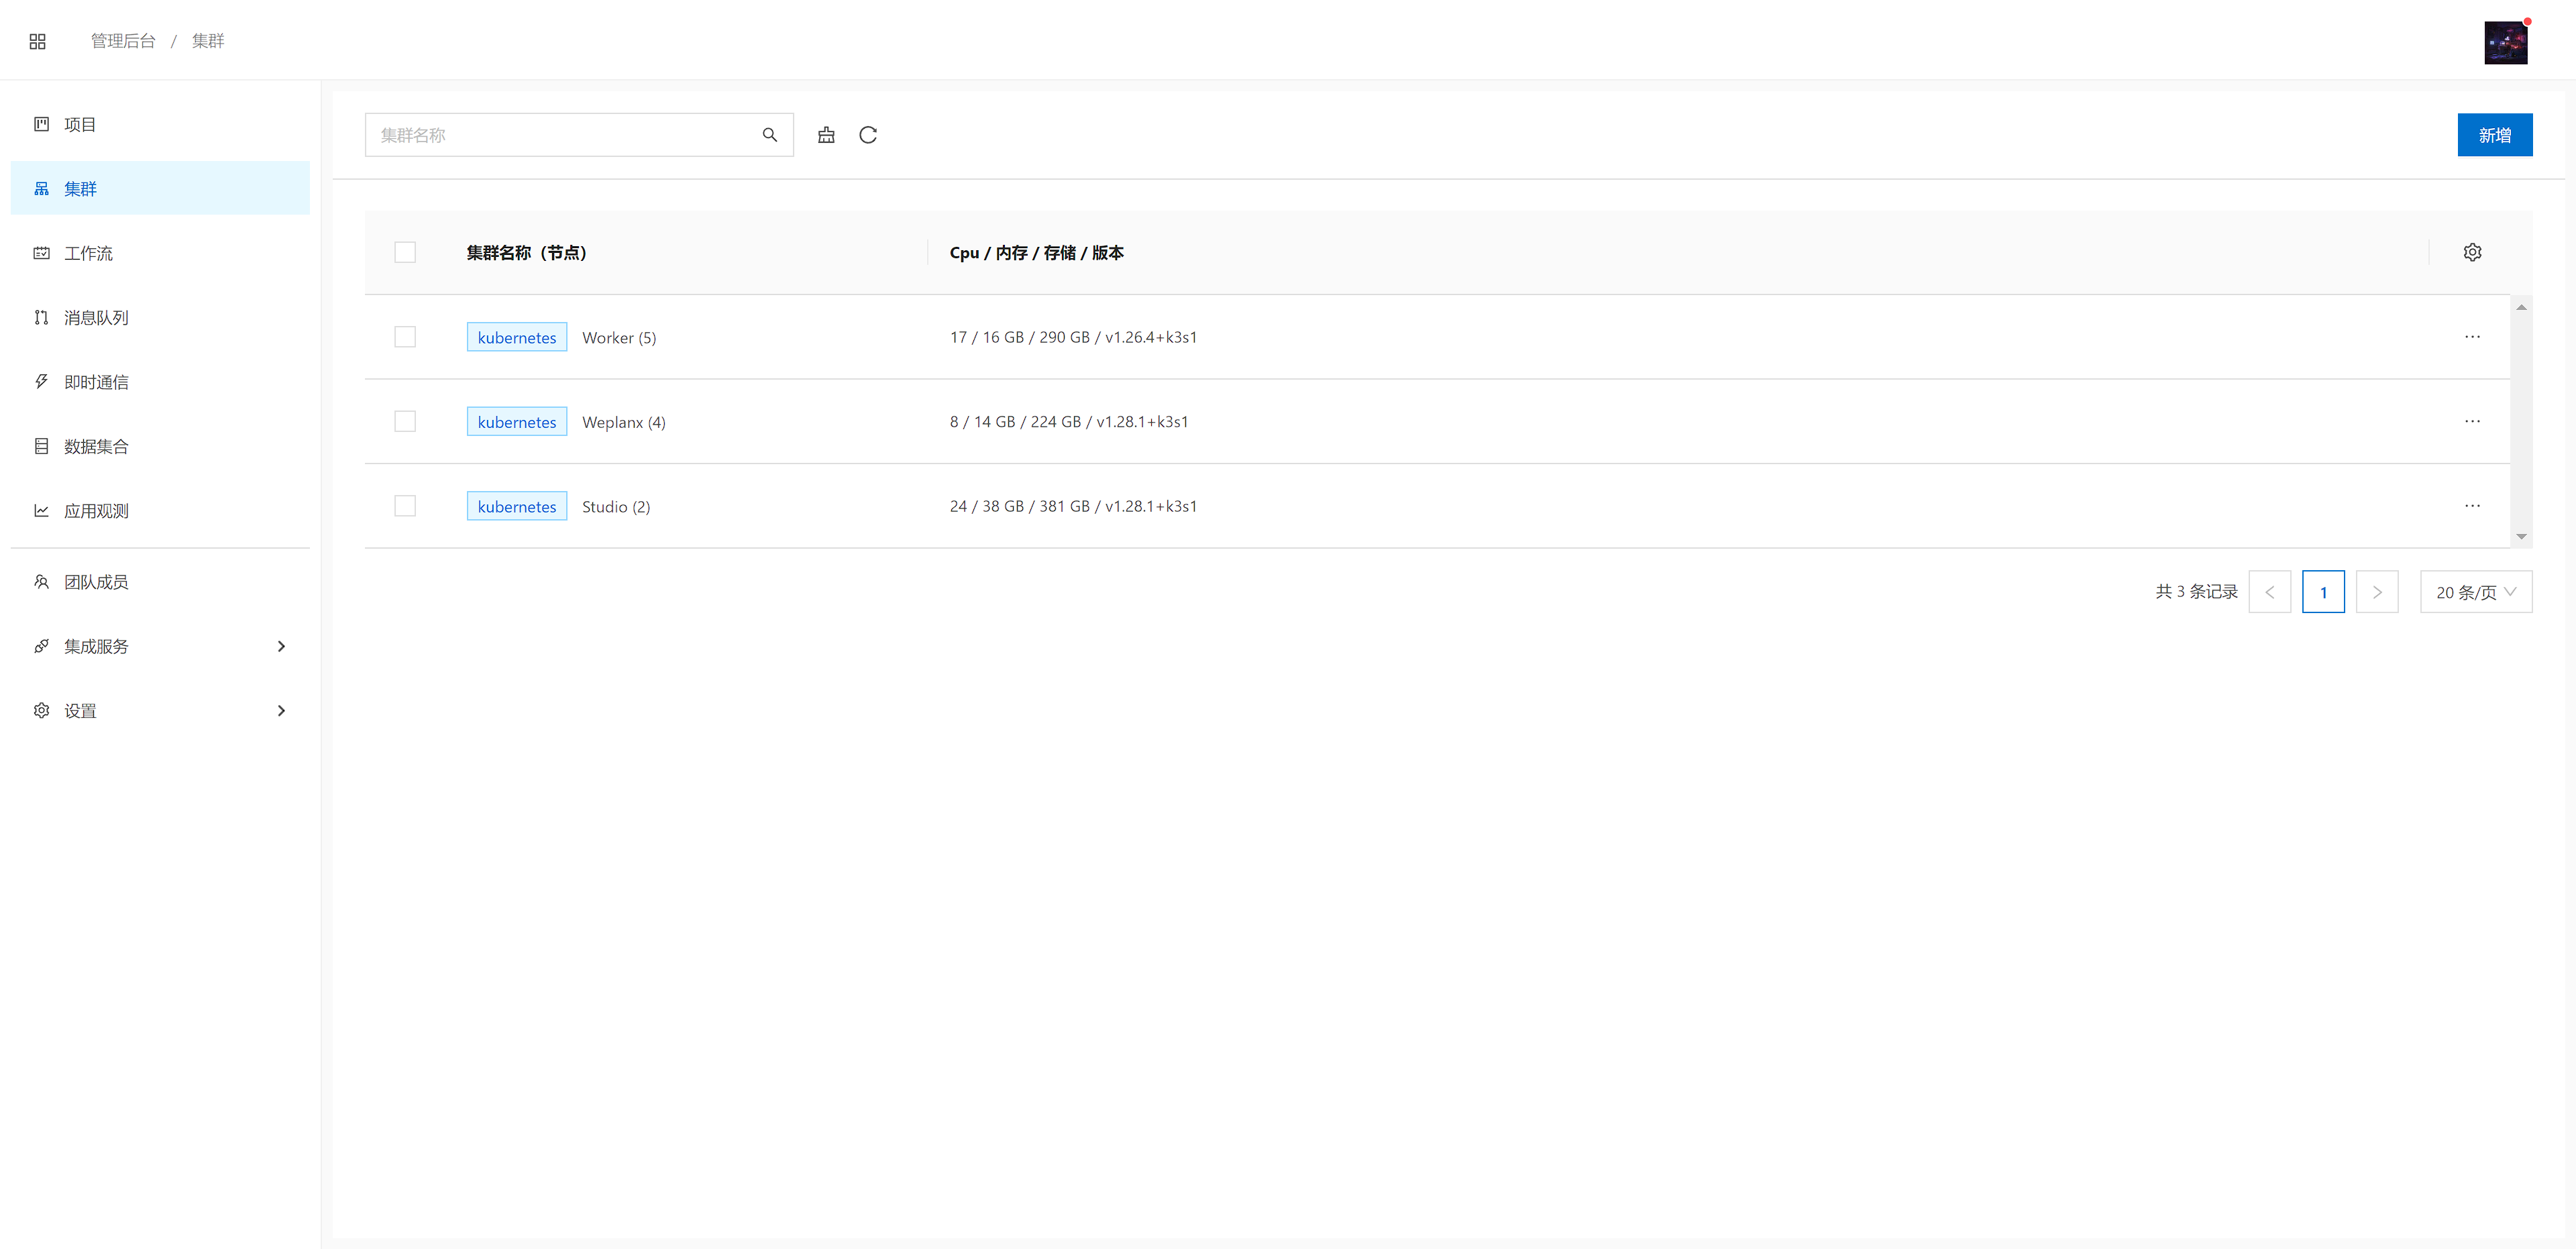 管理后台 / 集群
项目
集群
工作流
消息队列
即时通信
数据集合
应用观测
团队成员
集成服务
设置
集群名称
新增
集群名称（节点） Cpu / 内存 / 存储 / 版本
kubernetes Worker (5) 17 / 16 GB / 290 GB / v1.26.4+k3s1
kubernetes Weplanx (4) 8 / 14 GB / 224 GB / v1.28.1+k3s1
kubernetes Studio (2) 24 / 38 GB / 381 GB / v1.28.1+k3s1
共 3 条记录 1 20 条/页